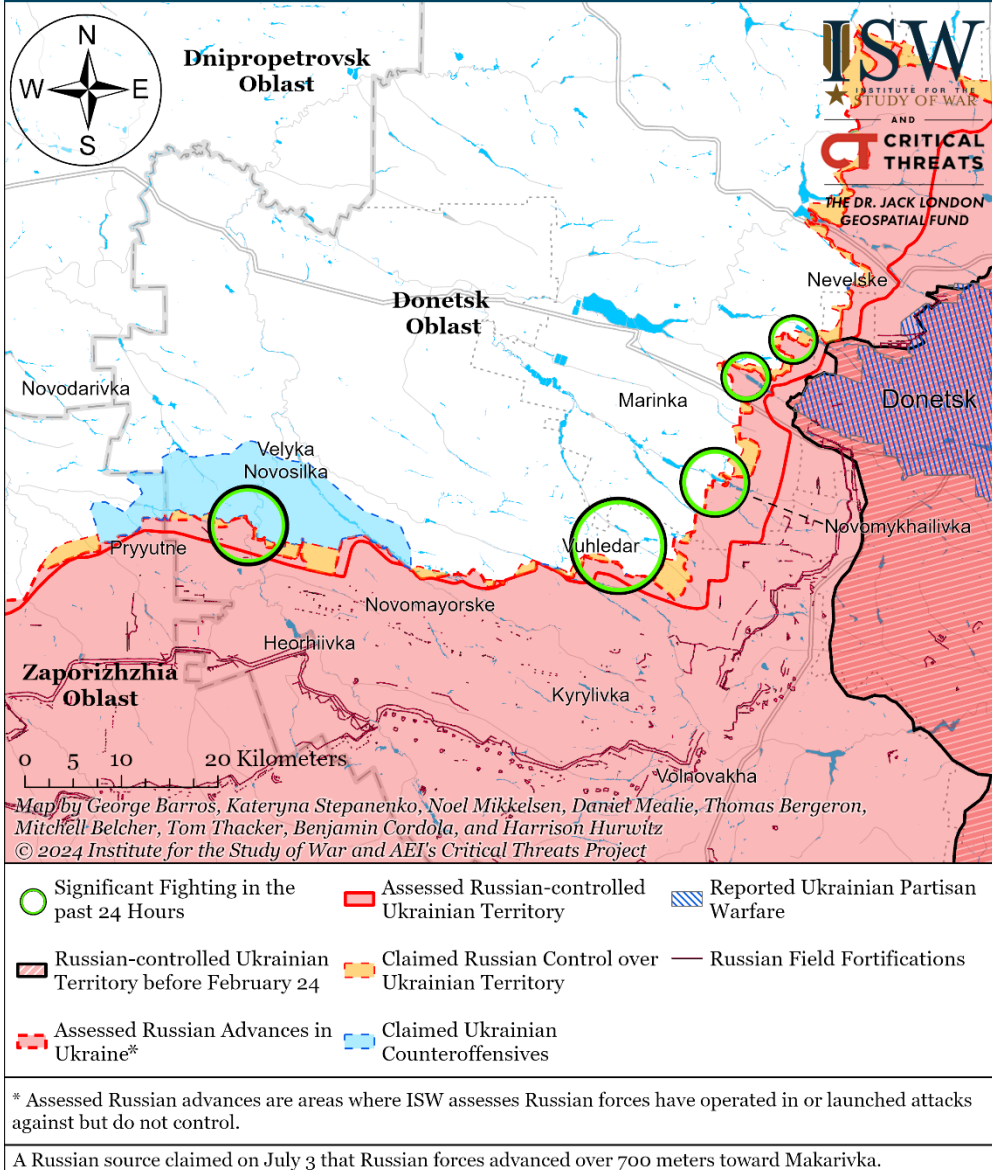 N
W E
S
Dnipropetrovsk
Oblast
ISW
INSTITUTE FOR THE
STUDY OF WAR
AND
CT CRITICAL
THREATS
THE DR. JACK LONDON
GEOSPATIAL FUND
Nevelske
Donetsk
Oblast
Novodarivka
Marinka
Donetsk
Velyka
Novosilka
Novomykhailivka
Pryyutne
Vuhledar
Novomayorske
Heorhiivka
Zaporizhzhia
Oblast
Kyrylivka
0 5 10 20 Kilometers
Volnovakha
Map by George Barros, Kateryna Stepanenko, Noel Mikkelsen, Daniel Mealie, Thomas Bergeron,
Mitchell Belcher, Tom Thacker, Benjamin Cordola, and Harrison Hurwitz
© 2024 Institute for the Study of War and AEI's Critical Threats Project
Significant Fighting in the
past 24 Hours
Assessed Russian-controlled
Ukrainian Territory
Reported Ukrainian Partisan
Warfare
Russian-controlled Ukrainian
Territory before February 24
Claimed Russian Control over
Ukrainian Territory
Russian Field Fortifications
Assessed Russian Advances in
Ukraine*
Claimed Ukrainian
Counteroffensives
* Assessed Russian advances are areas where ISW assesses Russian forces have operated in or launched attacks
against but do not control.
A Russian source claimed on July 3 that Russian forces advanced over 700 meters toward Makarivka.